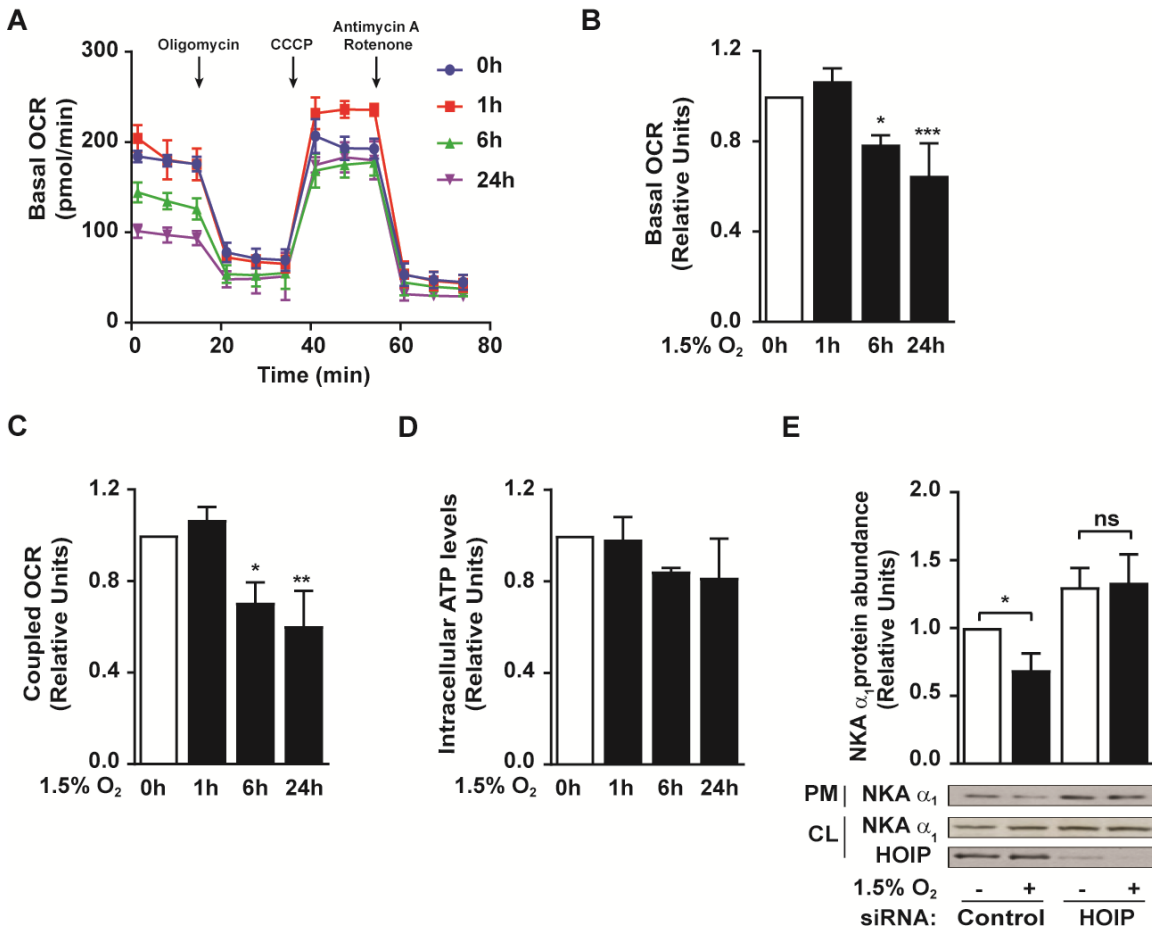 A
Antimycin A
Oligomycin
CCCP
Rotenone
300
200
100
0
Basal OCR
(pmol/min)
0
20
40
60
80
Time (min)
0h
1h
6h
24h
B
1.2
0.8
0.4
0.0
Basal OCR
(Relative Units)
*
***
1.5% O₂
0h
1h
6h
24h
C
1.2
0.8
0.4
0.0
Coupled OCR
(Relative Units)
*
**
1.5% O₂
0h
1h
6h
24h
D
1.2
0.8
0.4
0.0
Intracellular ATP levels
(Relative Units)
1.5% O₂
0h
1h
6h
24h
E
2.0
1.5
1.0
0.5
0.0
NKA α₁protein abundance
(Relative Units)
*
ns
PM NKA α₁
CL NKA α₁
HOIP
1.5% O₂ - + - +
siRNA: Control HOIP